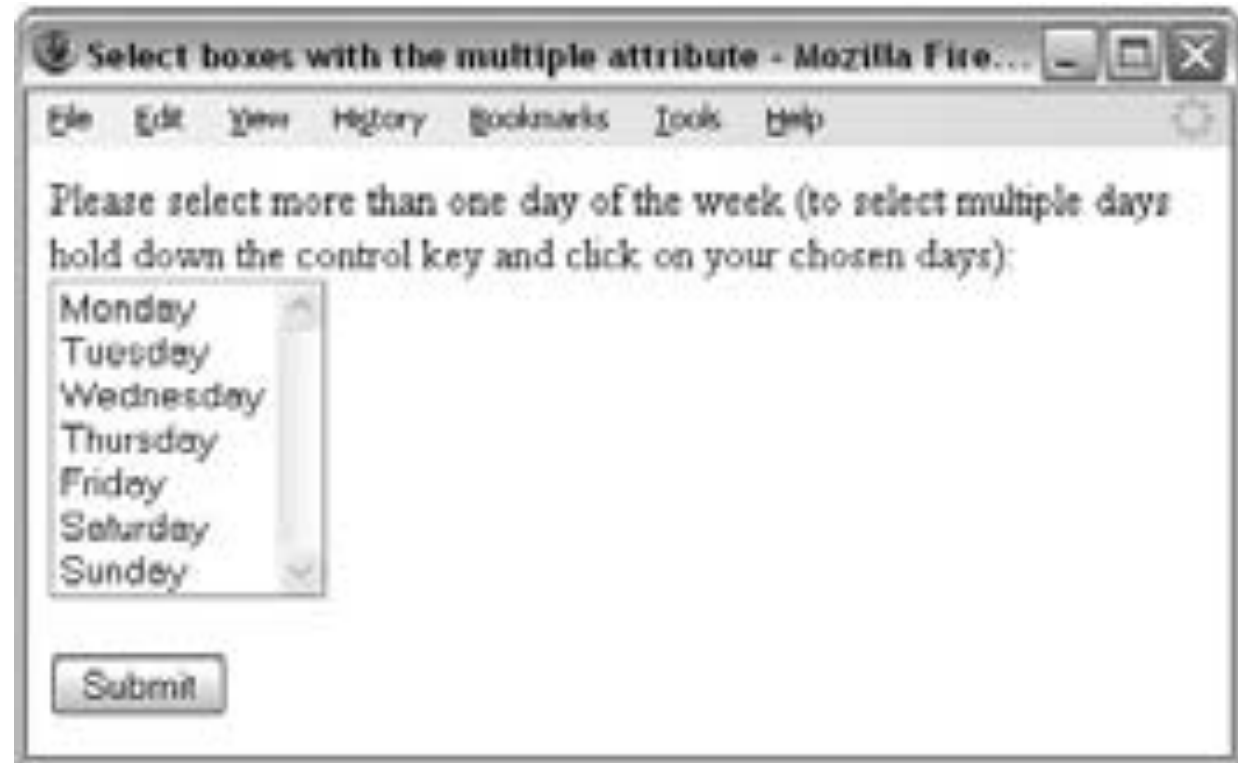 Select boxes with the multiple attribute - Mozilla Fire...
File Edit View History Bookmarks Tools Help
Please select more than one day of the week (to select multiple days
hold down the control key and click on your chosen days):
Monday
Tuesday
Wednesday
Thursday
Friday
Saturday
Sunday
Submit